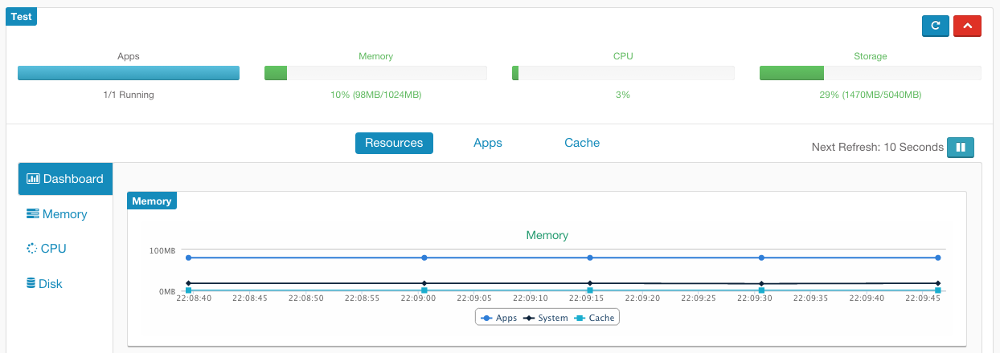 Test
Apps Memory CPU Storage
1/1 Running 10% (98MB/1024MB) 3% 29% (1470MB/5040MB)
Resources Apps Cache Next Refresh: 10 Seconds
Dashboard
Memory
CPU
Disk
Memory
Memory
100MB
0MB
22:08:40 22:08:45 22:08:50 22:08:55 22:09:00 22:09:05 22:09:10 22:09:15 22:09:20 22:09:25 22:09:30 22:09:35 22:09:40 22:09:45
Apps System Cache